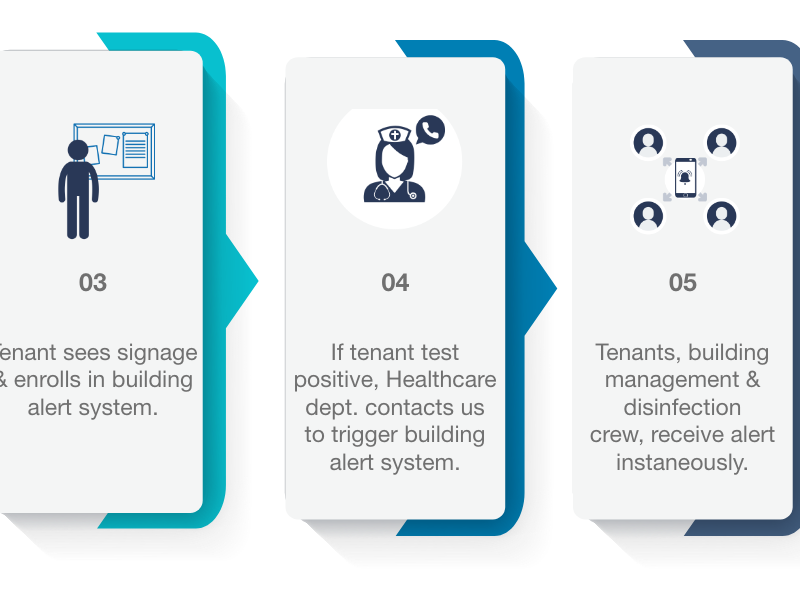 03
Tenant sees signage
& enrolls in building
alert system.
04
If tenant test
positive, Healthcare
dept. contacts us
to trigger building
alert system.
05
Tenants, building
management &
disinfection
crew, receive alert
instaneously.